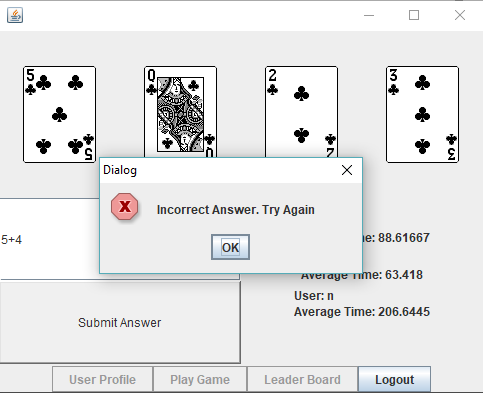 5 Q 2 3
5 Q 2 3
Dialog
Incorrect Answer. Try Again
OK
5+4
Time: 88.61667
Average Time: 63.418
User: n
Average Time: 206.6445
Submit Answer
User Profile Play Game Leader Board Logout